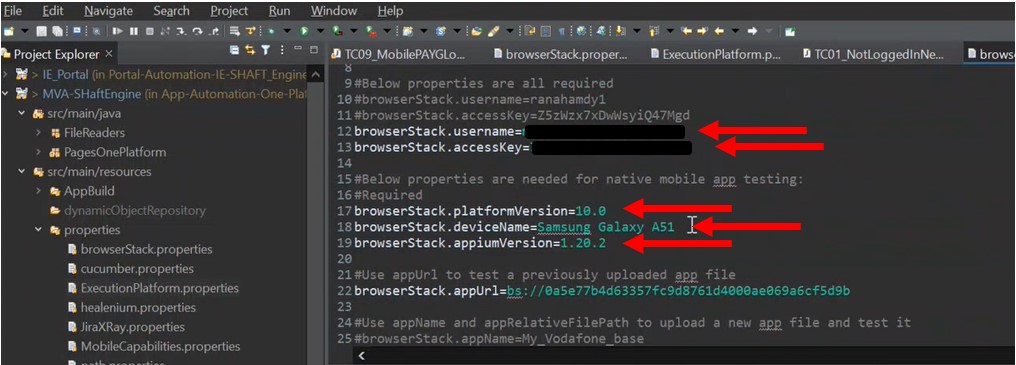 File Edit Navigate Search Project Run Window Help
Project Explorer
TC09_MobilePAYGLo...
browserStack.proper...
ExecutionPlatform.p...
TC01_NotLoggedInNe...
brows
> IE_Portal (in Portal-Automation-IE-SHAFT_Engine
> MVA-SHaftEngine (in App-Automation-One-Plat
src/main/java
FileReaders
PagesOnePlatform
src/main/resources
AppBuild
dynamicObjectRepository
properties
browserStack.properties
cucumber.properties
ExecutionPlatform.properties
healenium.properties
JiraXRay.properties
MobileCapabilities.properties
path.properties
8
9 #Below properties are all required
10 #browserStack.username=ranahamdy1
11 #browserStack.accessKey=Z5zWzx7xDwWsyiQ47Mgd
12 browserStack.username=
13 browserStack.accessKey=
14
15 #Below properties are needed for native mobile app testing:
16 #Required
17 browserStack.platformVersion=10.0
18 browserStack.deviceName=Samsung Galaxy A51
19 browserStack.appiumVersion=1.20.2
20
21 #Use appUrl to test a previously uploaded app file
22 browserStack.appUrl=bs://0a5e77b4d63357fc9d8761d4000ae069a6cf5d9b
23
24 #Use appName and appRelativeFilePath to upload a new app file and test it
25 #browserStack.appName=My_Vodafone_base